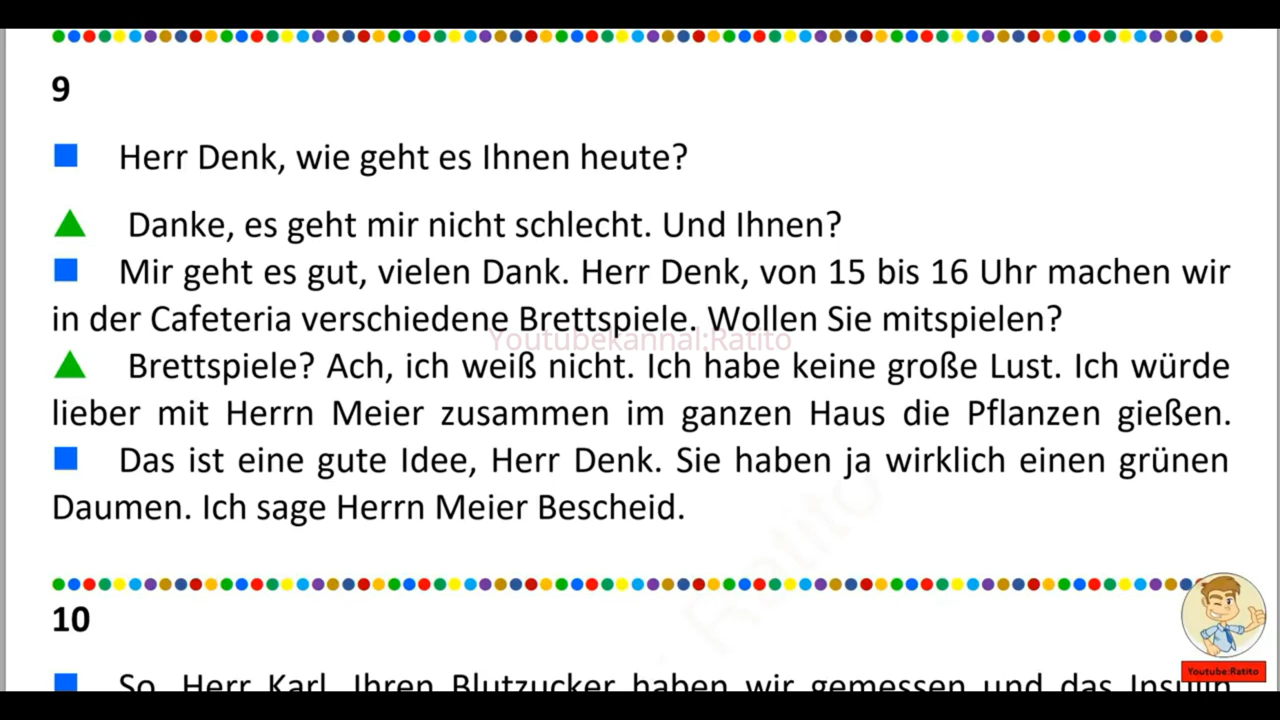 9
Herr Denk, wie geht es Ihnen heute?
Danke, es geht mir nicht schlecht. Und Ihnen?
Mir geht es gut, vielen Dank. Herr Denk, von 15 bis 16 Uhr machen wir
in der Cafeteria verschiedene Brettspiele. Wollen Sie mitspielen?
Youtubekannal:Ratito
Brettspiele? Ach, ich weiß nicht. Ich habe keine große Lust. Ich würde
lieber mit Herrn Meier zusammen im ganzen Haus die Pflanzen gießen.
Das ist eine gute Idee, Herr Denk. Sie haben ja wirklich einen grünen
Daumen. Ich sage Herrn Meier Bescheid.
Ratito
10
So, Herr Karl, Ihren Blutzucker haben wir gemessen und das Insulin
Youtube:Ratito